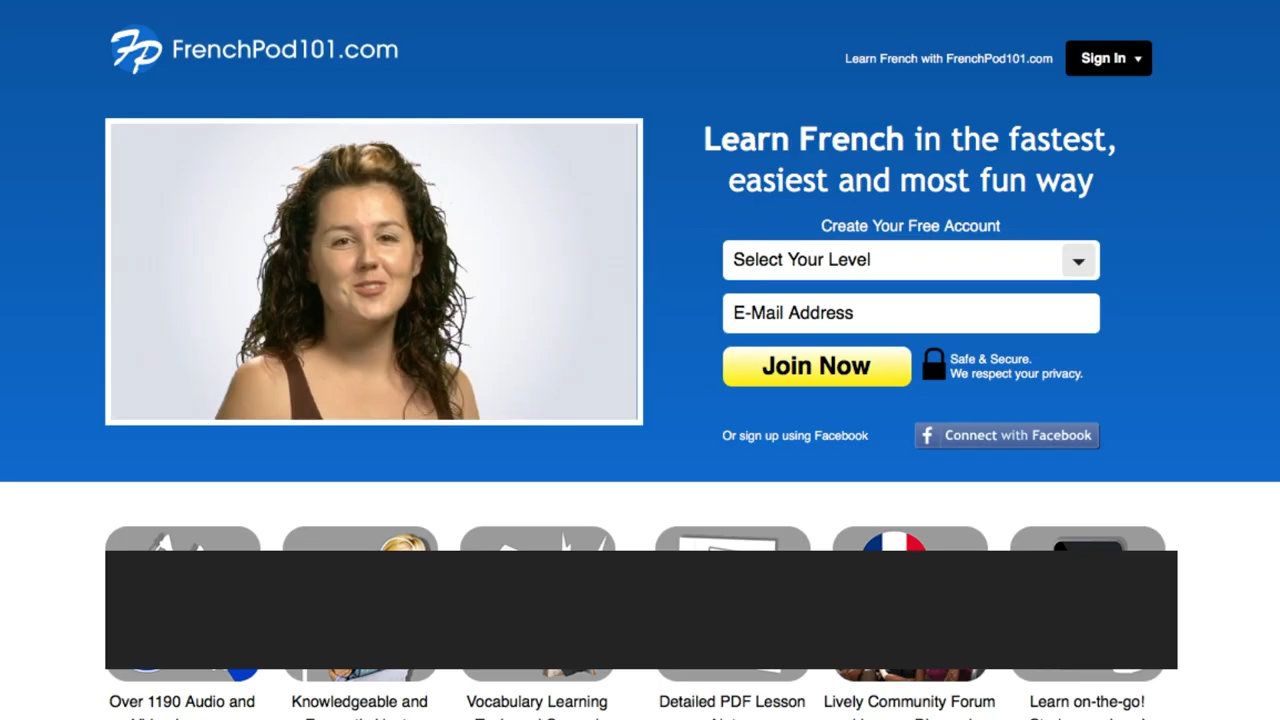 FrenchPod101.com
Learn French with FrenchPod101.com
Sign In
Learn French in the fastest,
easiest and most fun way
Create Your Free Account
Select Your Level
E-Mail Address
Join Now
Safe & Secure.
We respect your privacy.
Or sign up using Facebook
Connect with Facebook
Over 1190 Audio and
Knowledgeable and
Vocabulary Learning
Detailed PDF Lesson
Lively Community Forum
Learn on-the-go!